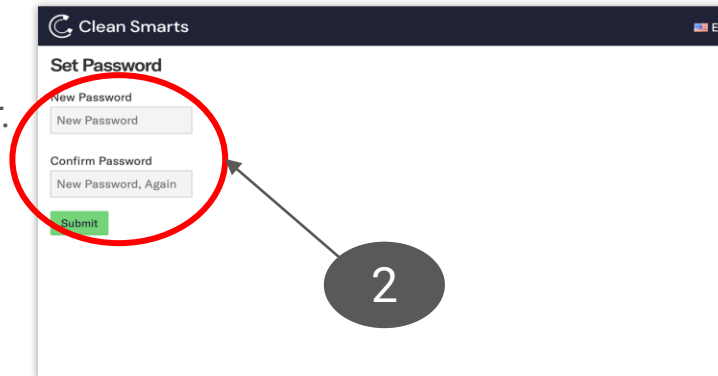 Clean Smarts
E
Set Password
r.
New Password
New Password
Confirm Password
New Password, Again
Submit
2